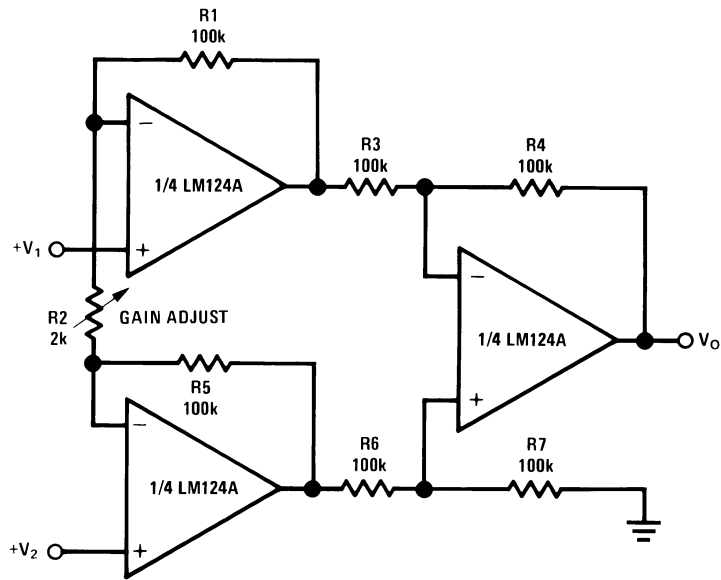 R1
100k
−
1/4 LM124A
+V1
+
R3
100k
R4
100k
R2
2k
GAIN ADJUST
−
1/4 LM124A
+
VO
R5
100k
−
1/4 LM124A
+V2
+
R6
100k
R7
100k